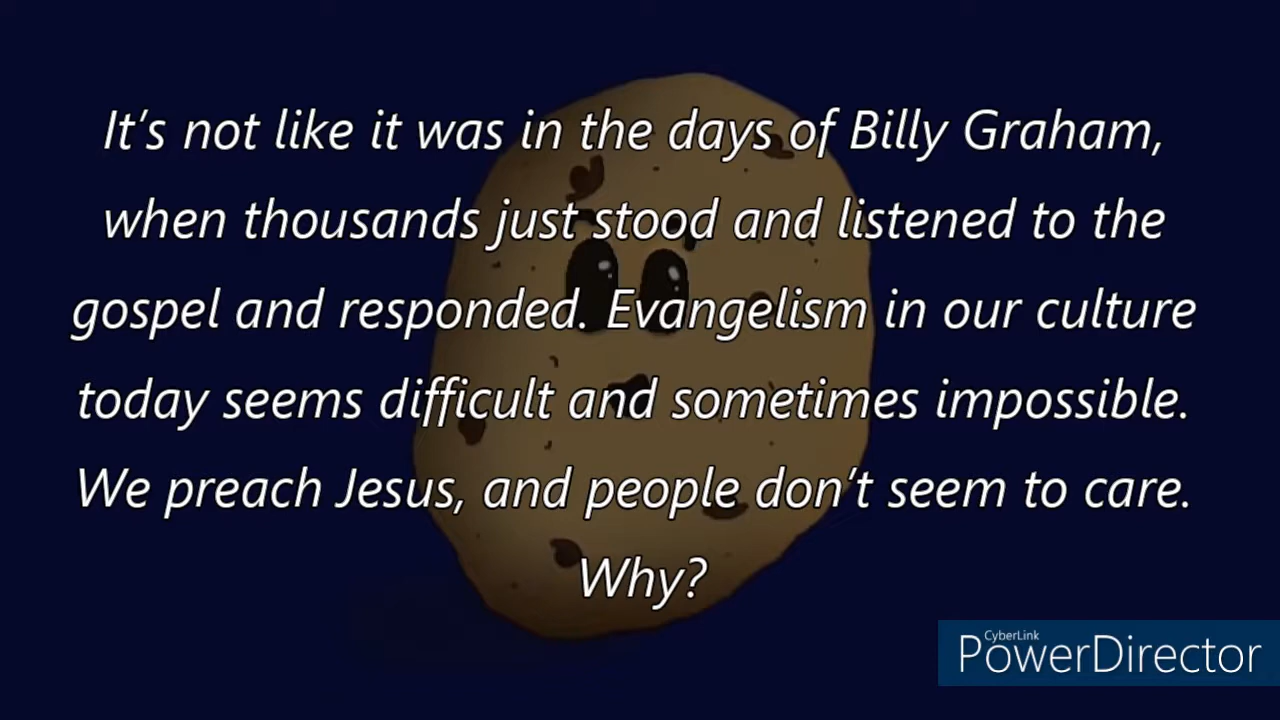 It's not like it was in the days of Billy Graham,
when thousands just stood and listened to the
gospel and responded. Evangelism in our culture
today seems difficult and sometimes impossible.
We preach Jesus, and people don't seem to care.
Why?
CyberLink
PowerDirector